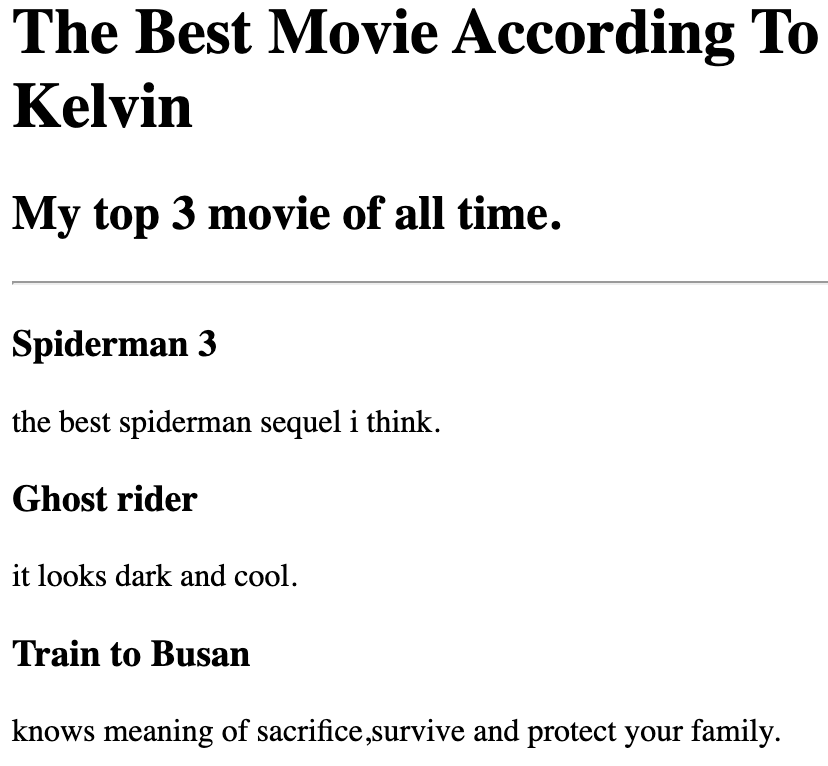 The Best Movie According To
Kelvin
My top 3 movie of all time.
Spiderman 3
the best spiderman sequel i think.
Ghost rider
it looks dark and cool.
Train to Busan
knows meaning of sacrifice,survive and protect your family.